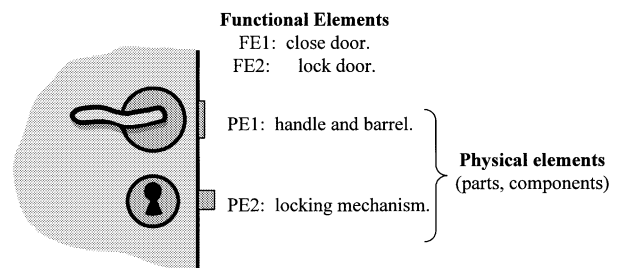 Functional Elements
FE1: close door.
FE2: lock door.
PE1: handle and barrel.
Physical elements
(parts, components)
PE2: locking mechanism.